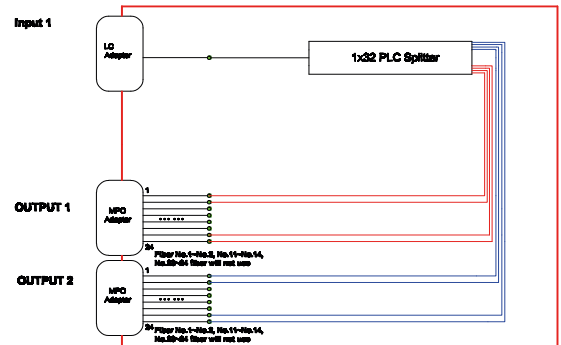 Input 1
LC
Adapter
1x32 PLC Splitter
OUTPUT 1
MPO
Adapter
1
... ...
24
Fiber No.1~No.2, No.11~No.14,
No.23~24 fiber will not use
OUTPUT 2
MPO
Adapter
1
... ...
24
Fiber No.1~No.2, No.11~No.14,
No.23~24 fiber will not use